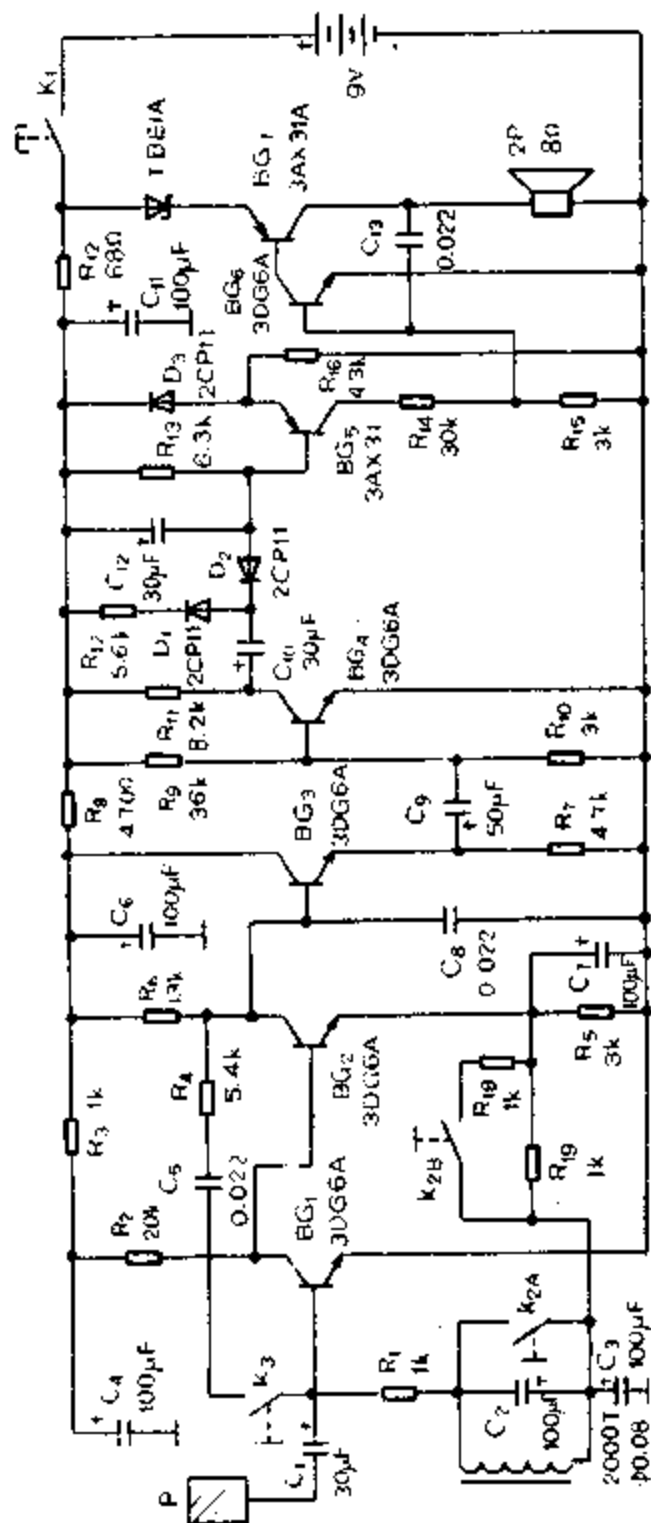 K₁
9V
TBE1A
BG₇
3AX31A
2P
8Ω
R₁₂
68Ω
C₁₁
100μF
BG₆
3DG6A
C₁₃
0.022
D₃
2CP11
R₁₆
43k
R₁₃
6.3k
BG₅
3AX31
R₁₄
30k
R₁₅
3k
C₁₂
30μF
D₂
2CP11
R₁₇
5.6k
D₁
2CP11
C₁₀
30μF
R₁₁
8.2k
BG₄
3DG6A
R₉
36k
R₁₀
3k
R₈
470Ω
BG₃
3DG6A
C₉
50μF
R₇
4.7k
C₆
100μF
C₈
0.022
R₆
C₇
100μF
R₅
3k
R₄
5.4k
BG₂
3DG6A
R₁₈
1k
R₁₉
1k
K₂B
R₃ 1k
C₅
0.022
R₂
20k
BG₁
3DG6A
K₂A
C₄
100μF
K₃
R₁
1k
C₂
100μF
C₃
100μF
P
C₁
30μF
2000T
φ0.08